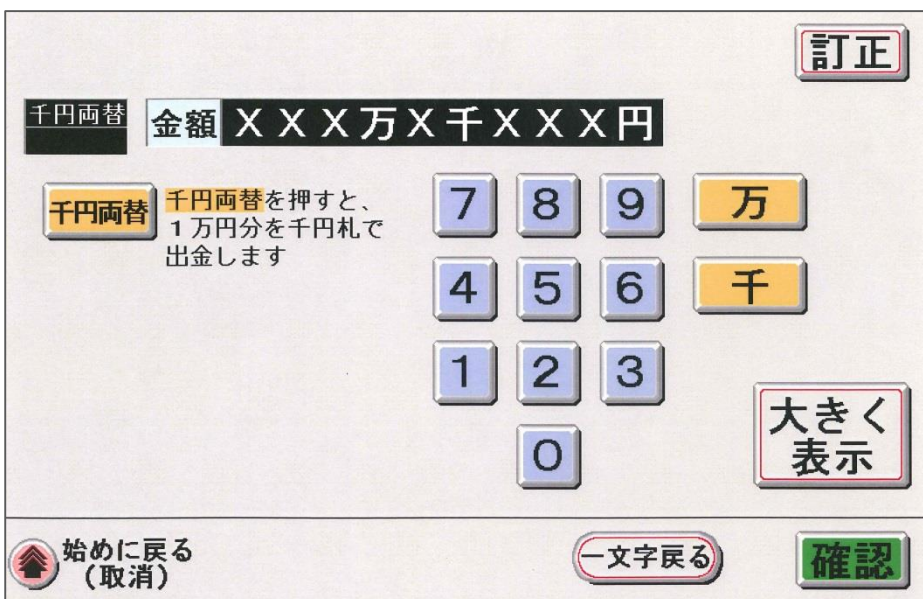 訂正
千円両替
金額 XXX万X千XXX円
千円両替
千円両替を押すと、
1万円分を千円札で
出金します
7 8 9 万
4 5 6 千
1 2 3
0
大きく
表示
始めに戻る
(取消)
一文字戻る
確認